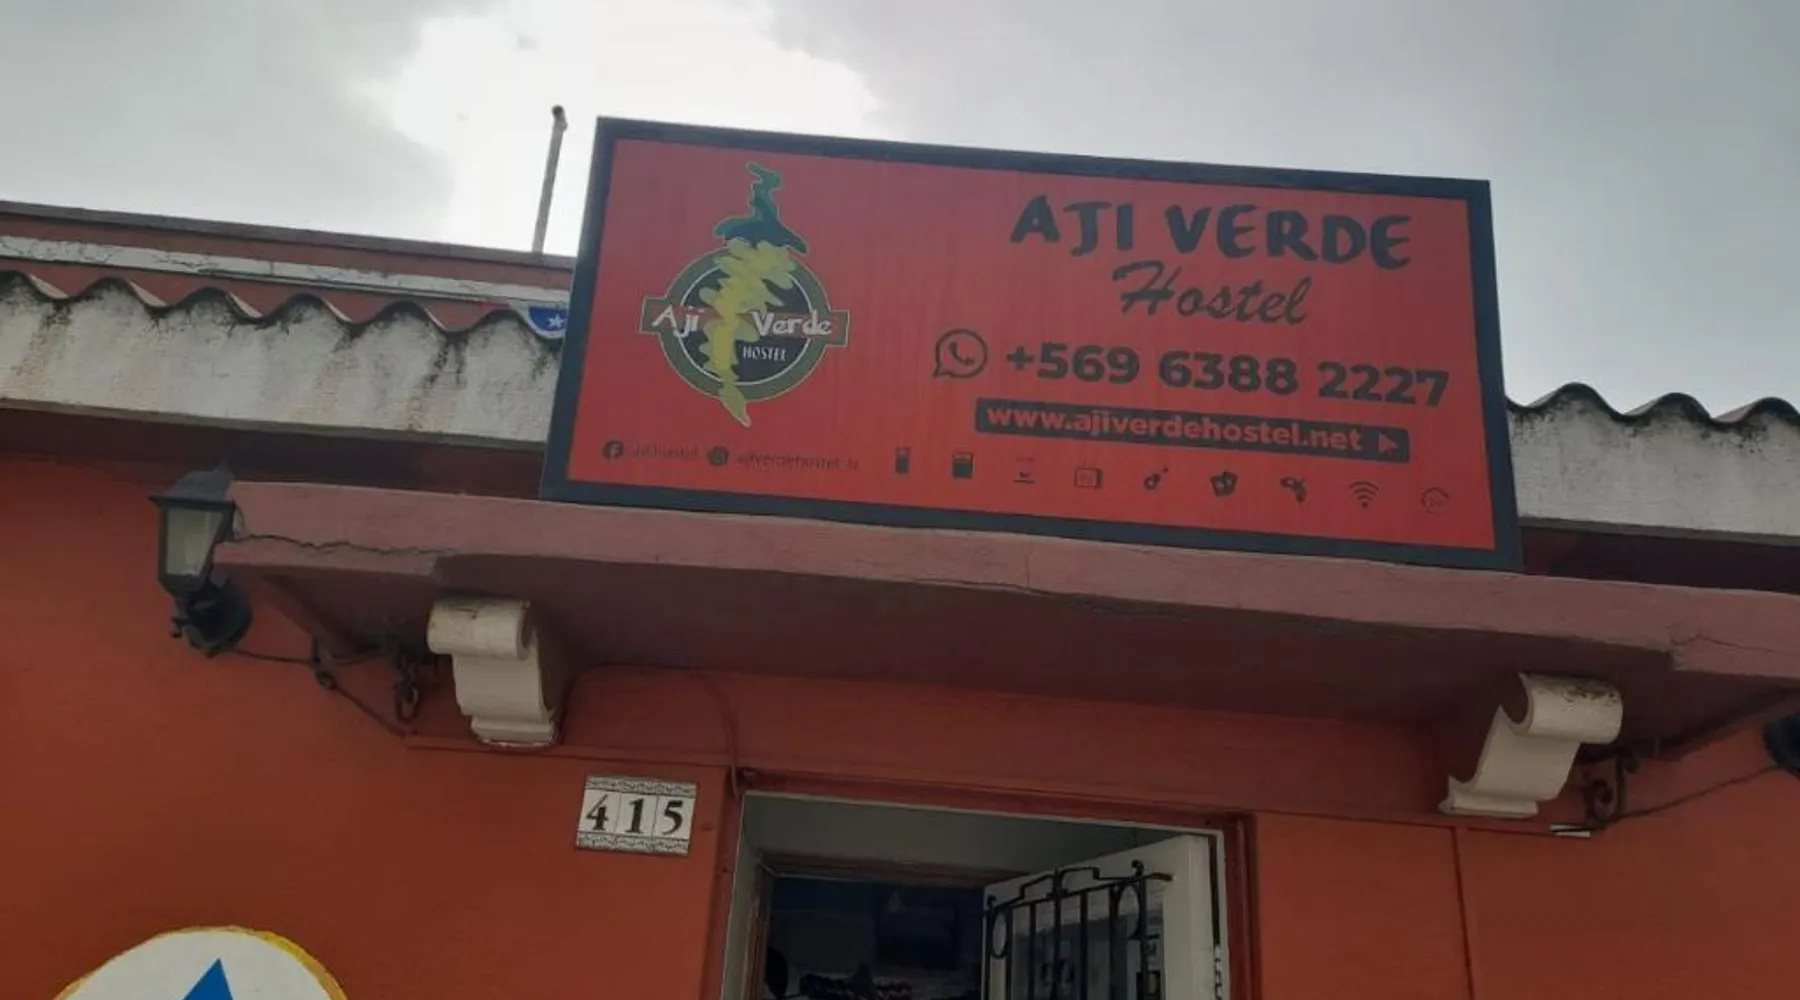 AJI VERDE
Hostel
Aji Verde
HOSTEL
+569 6388 2227
www.ajiverdehostel.net
415